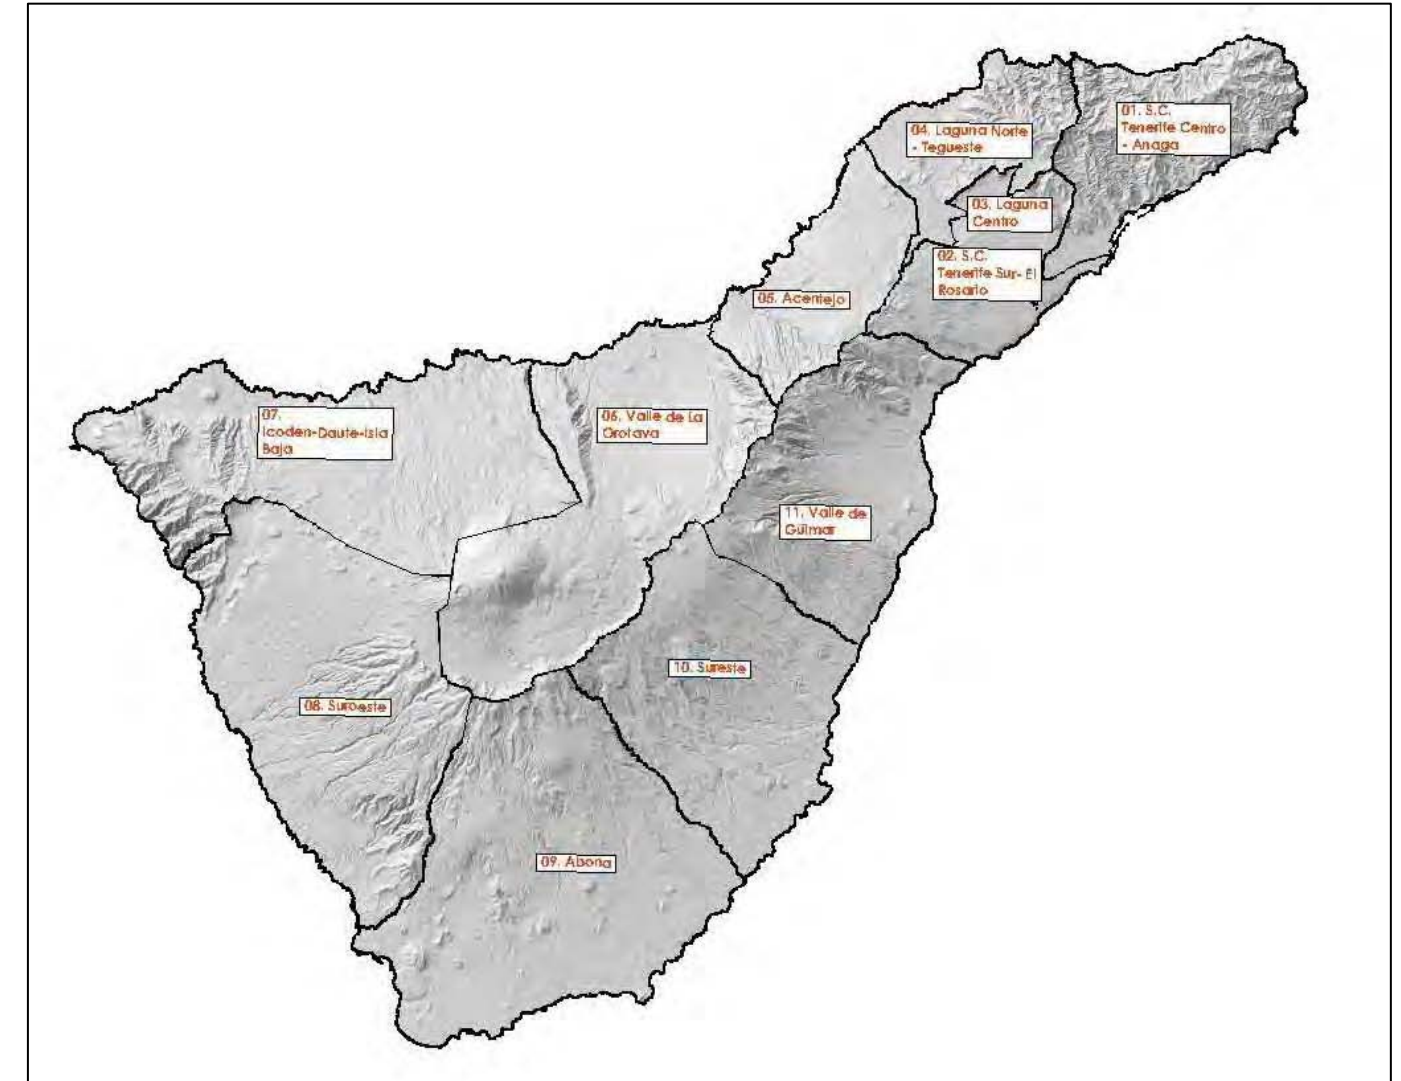 01. S.C.
Tenerife Centro
- Anaga
04. Laguna Norte
- Tegueste
03. Laguna
Centro
02. S.C.
Tenerife Sur- El
Rosario
05. Acentejo
07.
Icoden-Daute-Isla
Baja
06. Valle de La
Orotava
11. Valle de
Güimar
10. Sureste
08. Suroeste
09. Abona